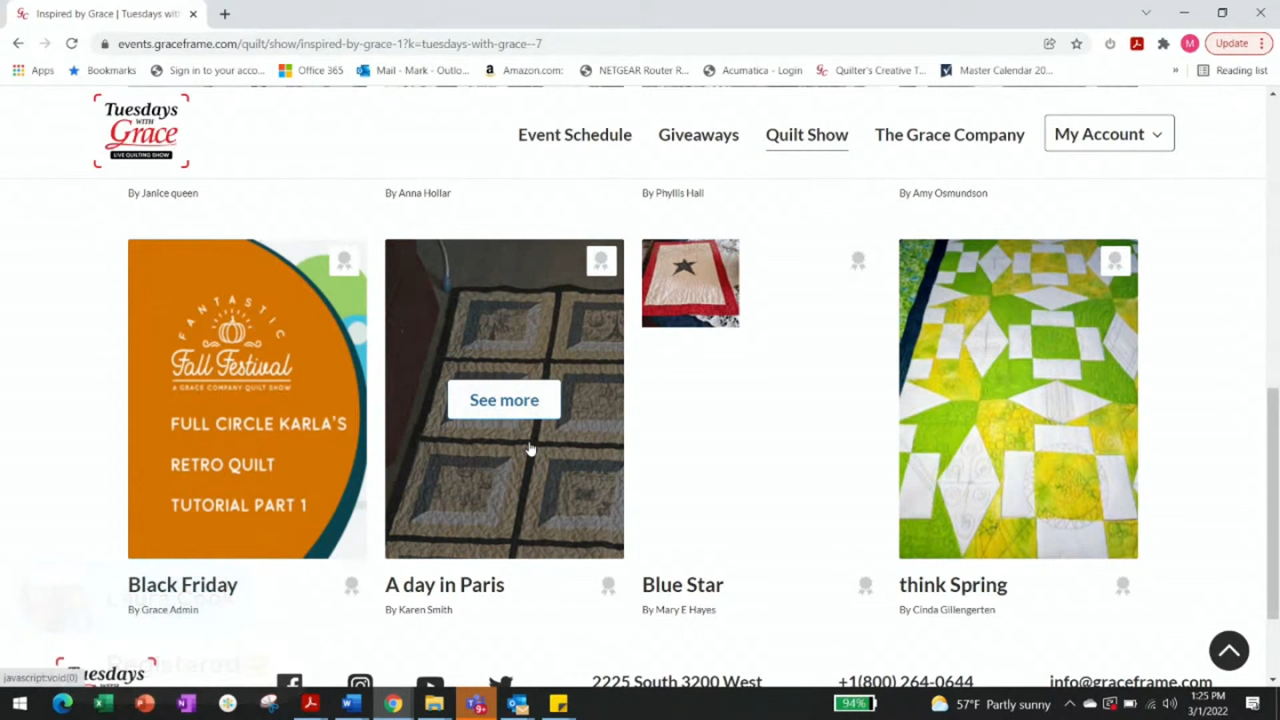 Inspired by Grace | Tuesdays wit
events.graceframe.com/quilt/show/inspired-by-grace-1?k=tuesdays-with-grace--7
M
Update
Apps
Bookmarks
Sign in to your acco...
Office 365
Mail - Mark - Outlo...
Amazon.com:
NETGEAR Router R...
Acumatica - Login
Quilter's Creative T...
Master Calendar 20...
»
Reading list
Tuesdays
WITH
Grace
LIVE QUILTING SHOW
Event Schedule
Giveaways
Quilt Show
The Grace Company
My Account
By Janice queen
By Anna Hollar
By Phyllis Hall
By Amy Osmundson
FANTASTIC
Fall Festival
A GRACE COMPANY QUILT SHOW
FULL CIRCLE KARLA'S
RETRO QUILT
TUTORIAL PART 1
See more
Black Friday
By Grace Admin
A day in Paris
By Karen Smith
Blue Star
By Mary E Hayes
think Spring
By Cinda Gillengerten
Registered
javascript:void(0)
uesdays
2225 South 3200 West
+1(800) 264-0644
info@graceframe.com
94%
57°F Partly sunny
1:25 PM
3/1/2022